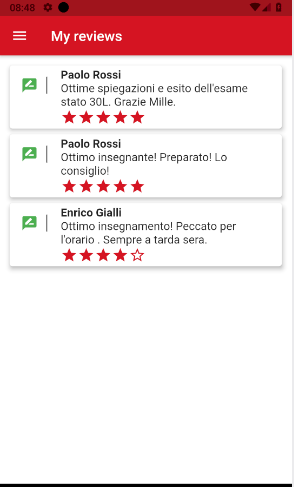 08:48
My reviews
Paolo Rossi
Ottime spiegazioni e esito dell'esame
stato 30L. Grazie Mille.
Paolo Rossi
Ottimo insegnante! Preparato! Lo
consiglio!
Enrico Gialli
Ottimo insegnamento! Peccato per
l'orario . Sempre a tarda sera.